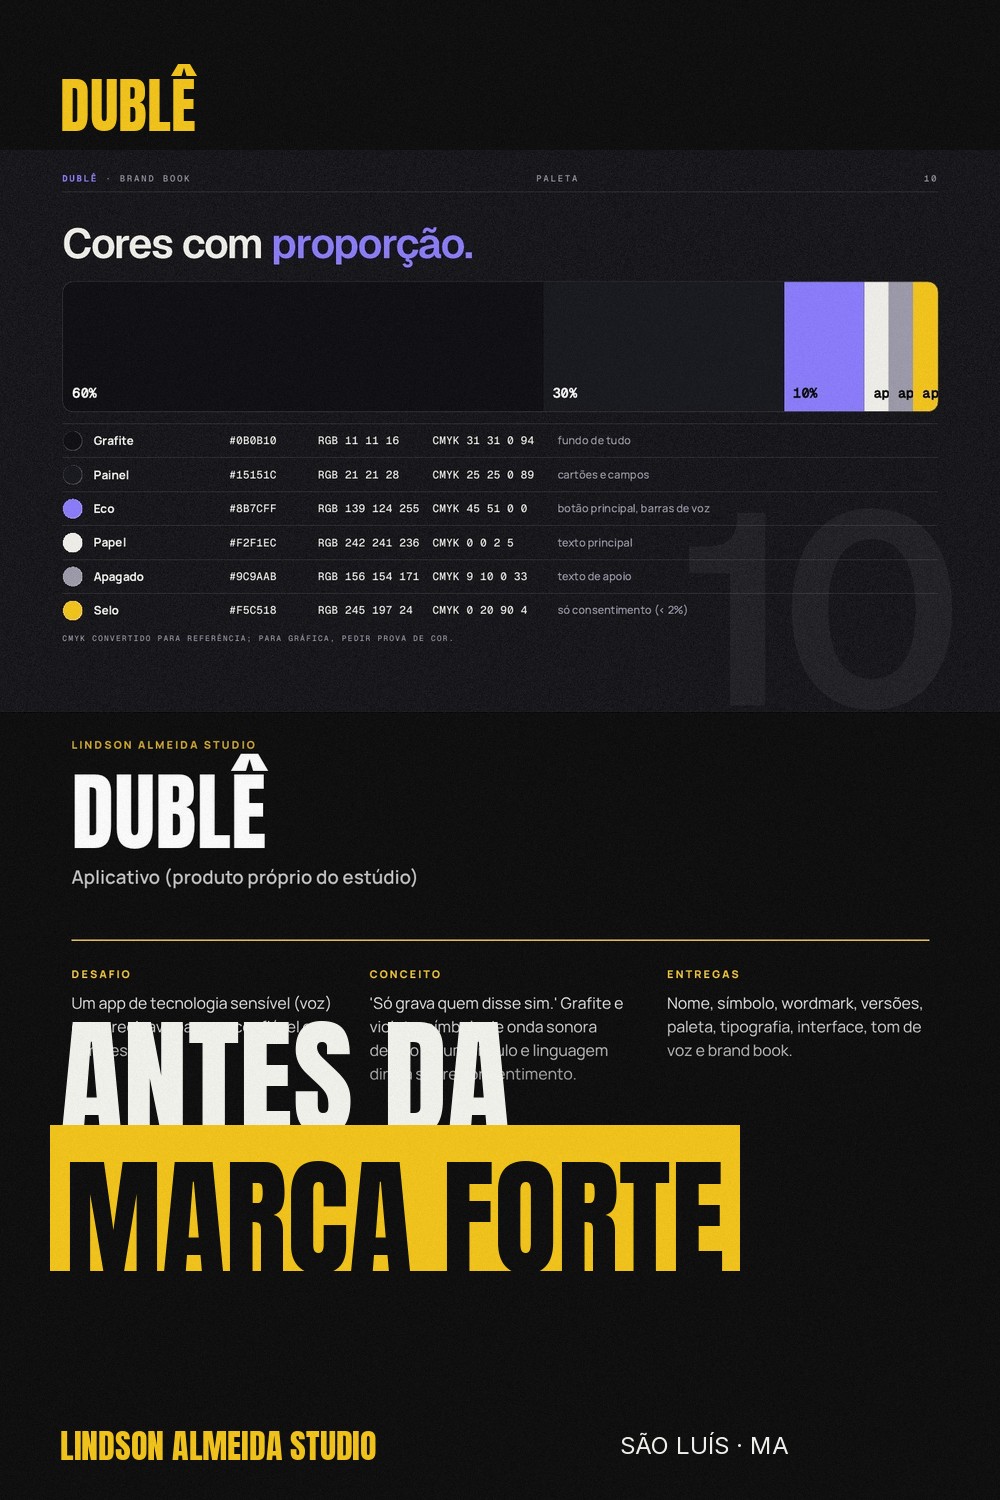 DUBLÊ
DUBLÊ · BRAND BOOK
PALETA
10
Cores com proporção.
60%
30%
10%
ap
ap
ap
Grafite #0B0B10 RGB 11 11 16 CMYK 31 31 0 94 fundo de tudo
Painel #15151C RGB 21 21 28 CMYK 25 25 0 89 cartões e campos
Eco #8B7CFF RGB 139 124 255 CMYK 45 51 0 0 botão principal, barras de voz
Papel #F2F1EC RGB 242 241 236 CMYK 0 0 2 5 texto principal
Apagado #9C9AAB RGB 156 154 171 CMYK 9 10 0 33 texto de apoio
Selo #F5C518 RGB 245 197 24 CMYK 0 20 90 4 só consentimento (< 2%)
CMYK CONVERTIDO PARA REFERÊNCIA; PARA GRÁFICA, PEDIR PROVA DE COR.
10
LINDSON ALMEIDA STUDIO
DUBLÊ
Aplicativo (produto próprio do estúdio)
DESAFIO
Um app de tecnologia sensível (voz)
CONCEITO
'Só grava quem disse sim.' Grafite e
onda sonora
e linguagem
ENTREGAS
Nome, símbolo, wordmark, versões,
paleta, tipografia, interface, tom de
voz e brand book.
ANTES DA
MARCA FORTE
LINDSON ALMEIDA STUDIO
SÃO LUÍS · MA